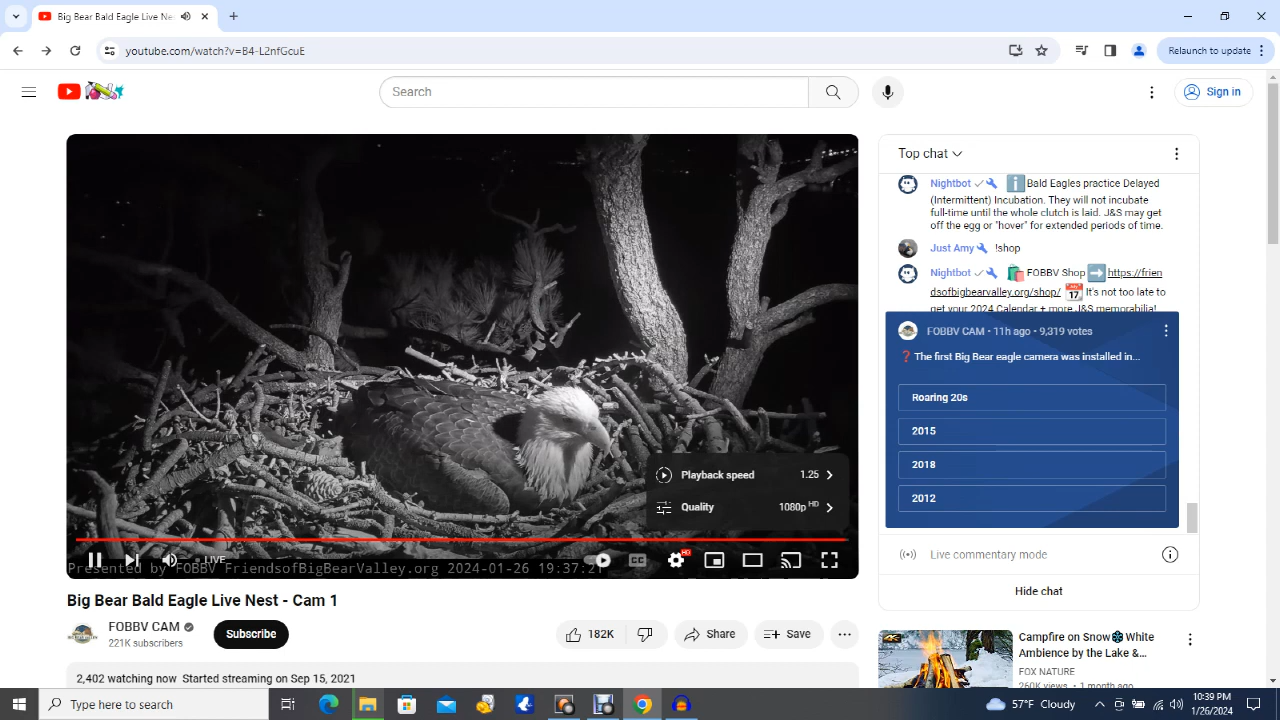 Big Bear Bald Eagle Live Ne
youtube.com/watch?v=B4-L2nfGcuE
Relaunch to update
Search
Sign in
Top chat
Nightbot Bald Eagles practice Delayed
(Intermittent) Incubation. They will not incubate
full-time until the whole clutch is laid. J&S may get
off the egg or "hover" for extended periods of time.
Just Amy !shop
Nightbot FOBBV Shop https://frien
dsofbigbearvalley.org/shop/ It's not too late to
get your 2024 Calendar + more J&S memorabilia!
FOBBV CAM • 11h ago • 9,319 votes
❓The first Big Bear eagle camera was installed in...
Roaring 20s
2015
2018
2012
Live commentary mode
Hide chat
Playback speed 1.25
Quality 1080p HD
LIVE
CC
HD
Presented by FOBBV FriendsofBigBearValley.org 2024-01-26 19:37:21
Big Bear Bald Eagle Live Nest - Cam 1
FOBBV CAM
221K subscribers
Subscribe
182K
Share
Save
2,402 watching now Started streaming on Sep 15, 2021
4K
Campfire on Snow❄White
Ambience by the Lake &...
FOX NATURE
260K views • 1 month ago
Type here to search
57°F Cloudy
10:39 PM
1/26/2024